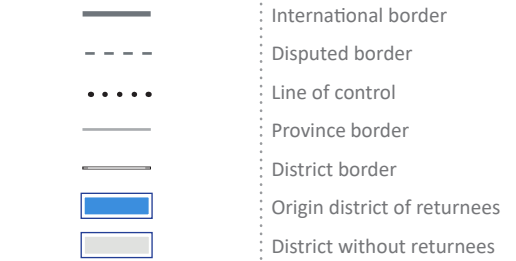 International border
Disputed border
Line of control
Province border
District border
Origin district of returnees
District without returnees